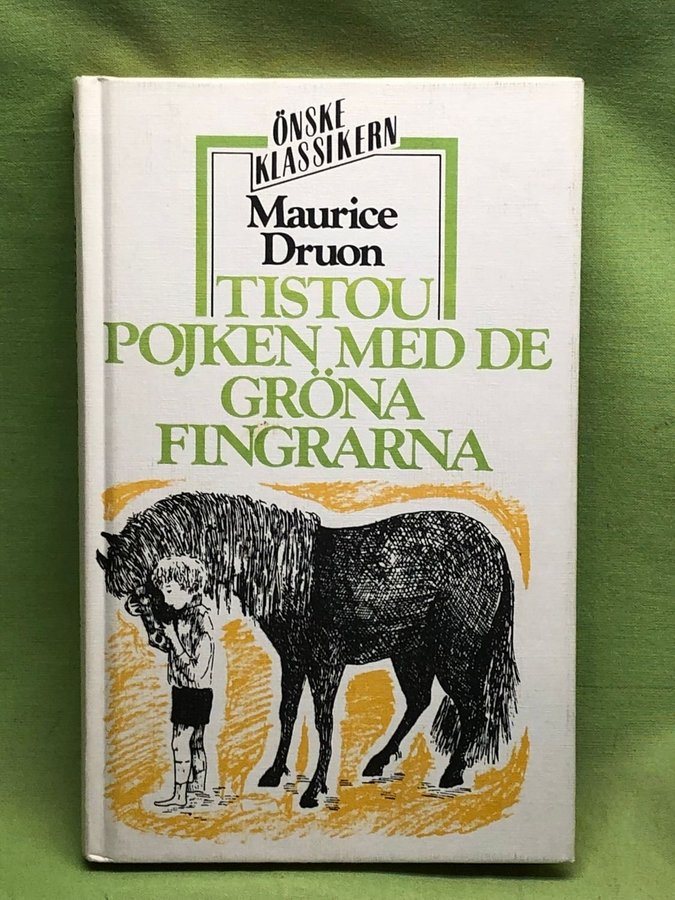 ÖNSKE
KLASSIKERN
Maurice
Druon
TISTOU
POJKEN MED DE
GRÖNA
FINGRARNA